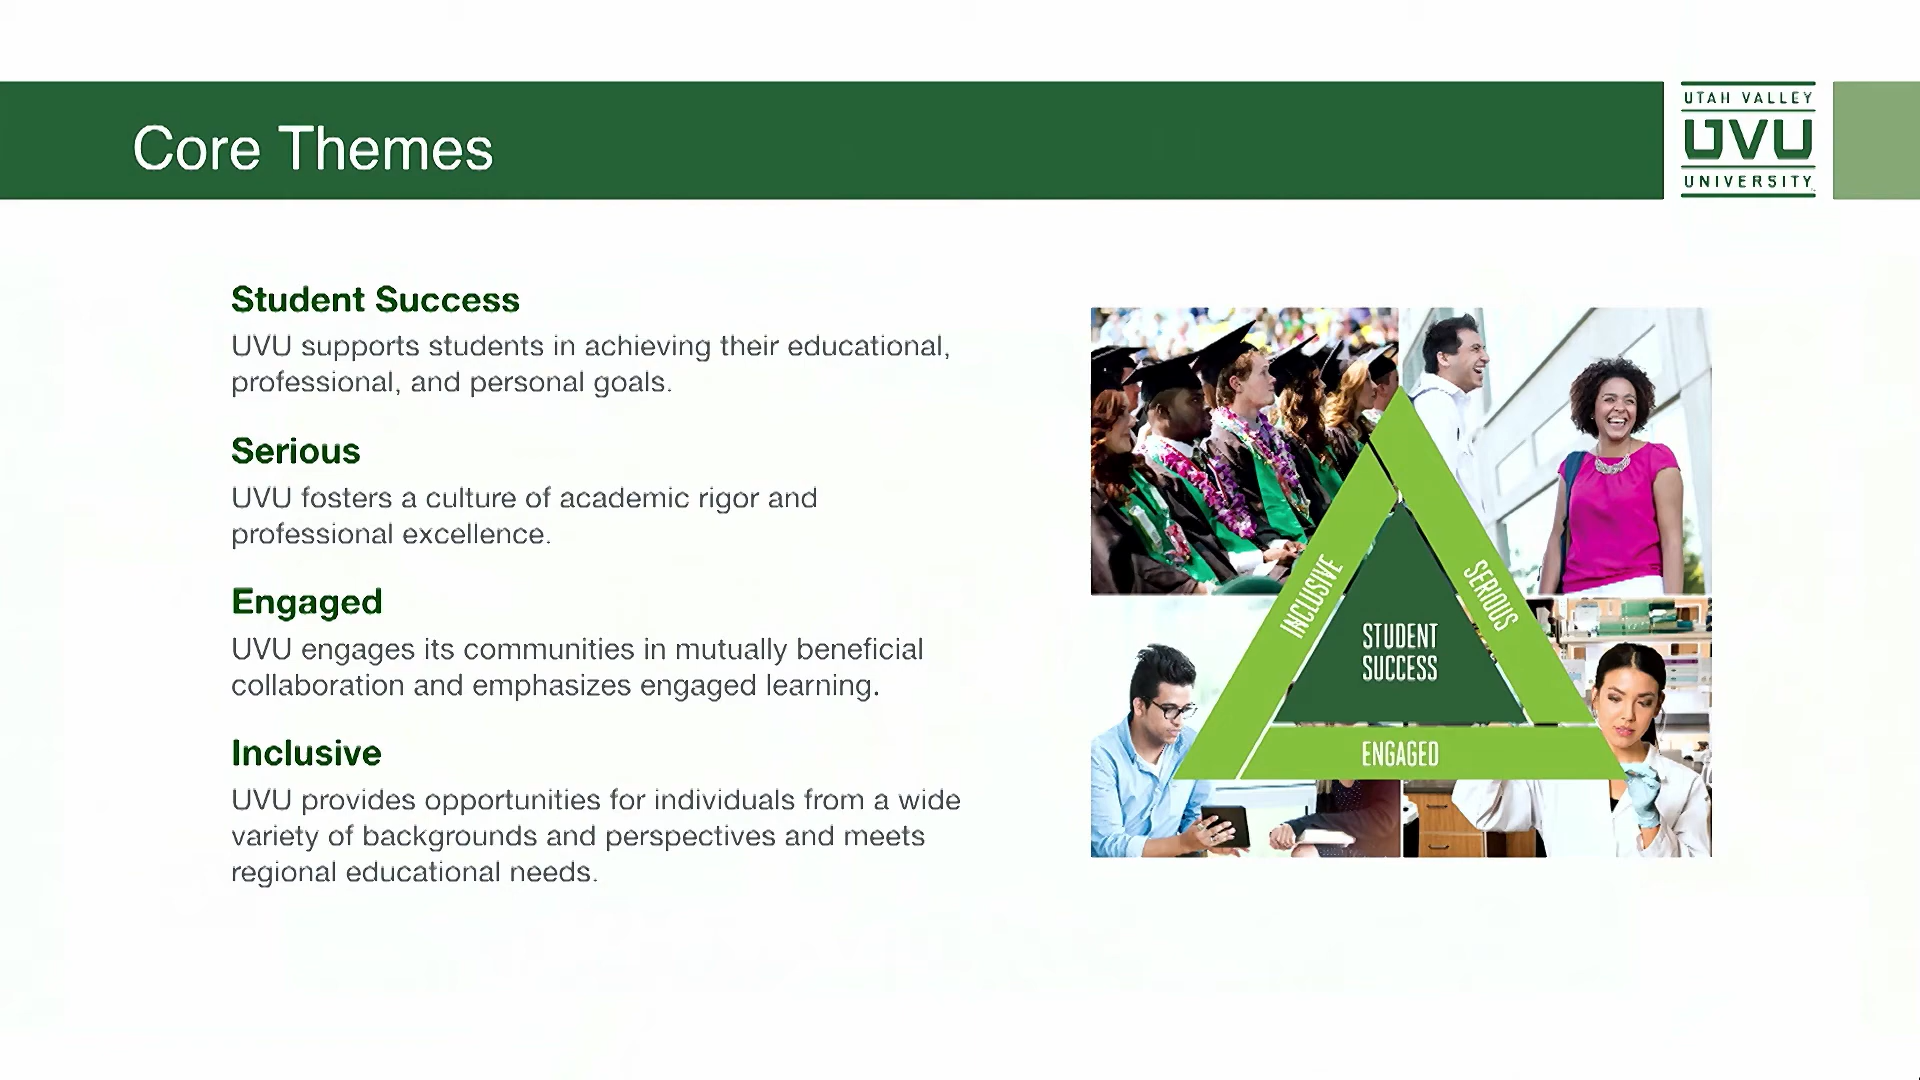 Core Themes
UTAH VALLEY
UVU
UNIVERSITY
Student Success
UVU supports students in achieving their educational,
professional, and personal goals.
Serious
UVU fosters a culture of academic rigor and
professional excellence.
Engaged
UVU engages its communities in mutually beneficial
collaboration and emphasizes engaged learning.
Inclusive
UVU provides opportunities for individuals from a wide
variety of backgrounds and perspectives and meets
regional educational needs.
INCLUSIVE
SERIOUS
STUDENT
SUCCESS
ENGAGED